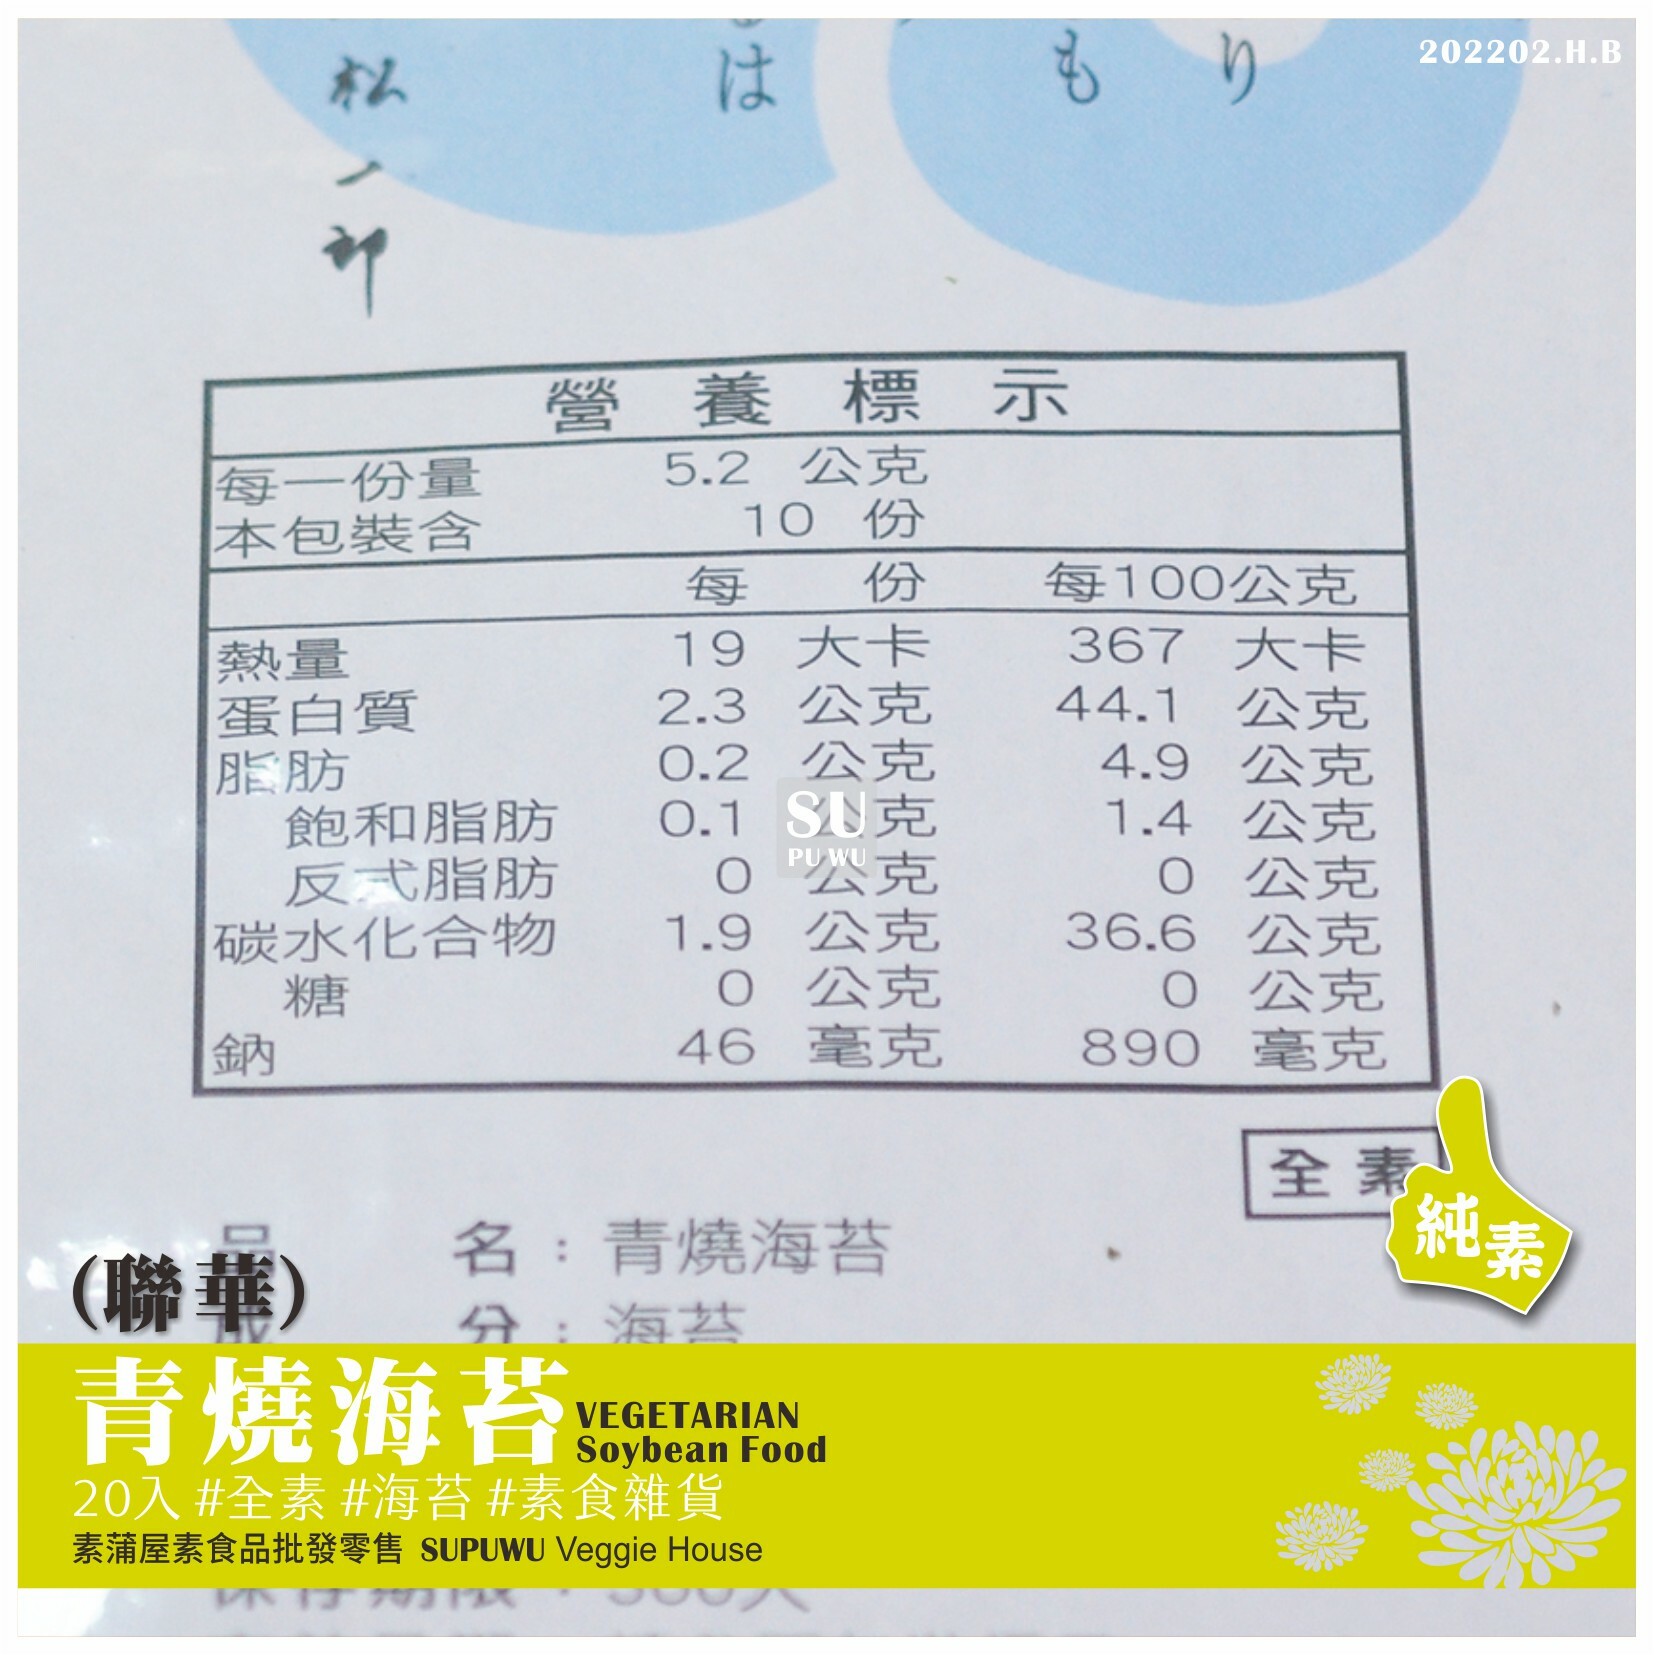 202202.H.B
は
も
り
松
一
郎
營養標示
每一份量 5.2 公克
本包裝含 10 份
每份 每100公克
熱量 19 大卡 367 大卡
蛋白質 2.3 公克 44.1 公克
脂肪 0.2 公克 4.9 公克
飽和脂肪 0.1 公克 1.4 公克
反式脂肪 0 公克 0 公克
碳水化合物 1.9 公克 36.6 公克
糖 0 公克 0 公克
鈉 46 毫克 890 毫克
SU
PU WU
全素
純素
品名：青燒海苔
(聯華)
成分：海苔
青燒海苔
VEGETARIAN
Soybean Food
20入 #全素 #海苔 #素食雜貨
素蒲屋素食品批發零售 SUPUWU Veggie House